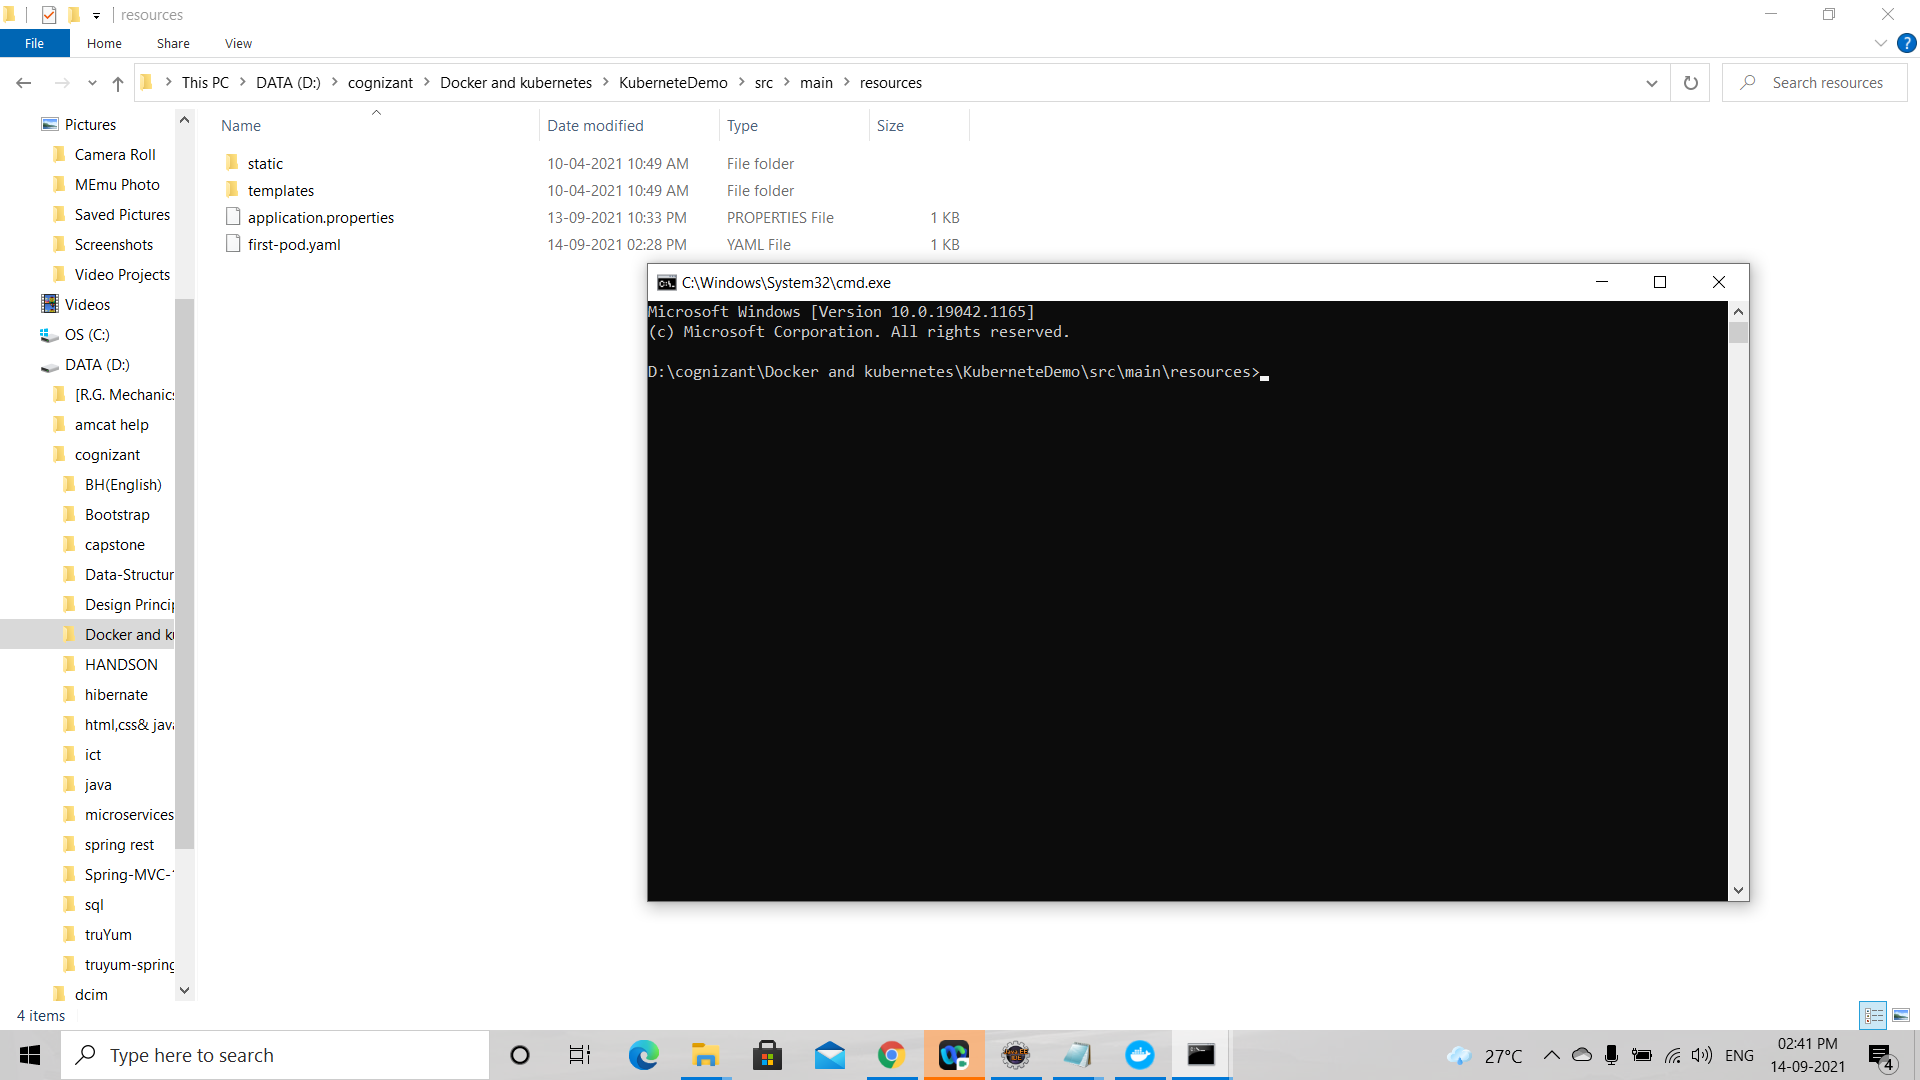 resources
File Home Share View
This PC DATA (D:) cognizant Docker and kubernetes KuberneteDemo src main resources
Search resources
Pictures
Camera Roll
MEmu Photo
Saved Pictures
Screenshots
Video Projects
Videos
OS (C:)
DATA (D:)
[R.G. Mechanics
amcat help
cognizant
BH(English)
Bootstrap
capstone
Data-Structur
Design Princip
Docker and ku
HANDSON
hibernate
html,css& java
ict
java
microservices
spring rest
Spring-MVC-
sql
truYum
truyum-spring
dcim
Name Date modified Type Size
static 10-04-2021 10:49 AM File folder
templates 10-04-2021 10:49 AM File folder
application.properties 13-09-2021 10:33 PM PROPERTIES File 1 KB
first-pod.yaml 14-09-2021 02:28 PM YAML File 1 KB
C:\Windows\System32\cmd.exe
Microsoft Windows [Version 10.0.19042.1165]
(c) Microsoft Corporation. All rights reserved.
D:\cognizant\Docker and kubernetes\KuberneteDemo\src\main\resources>
4 items
Type here to search
27°C
ENG
02:41 PM
14-09-2021
4